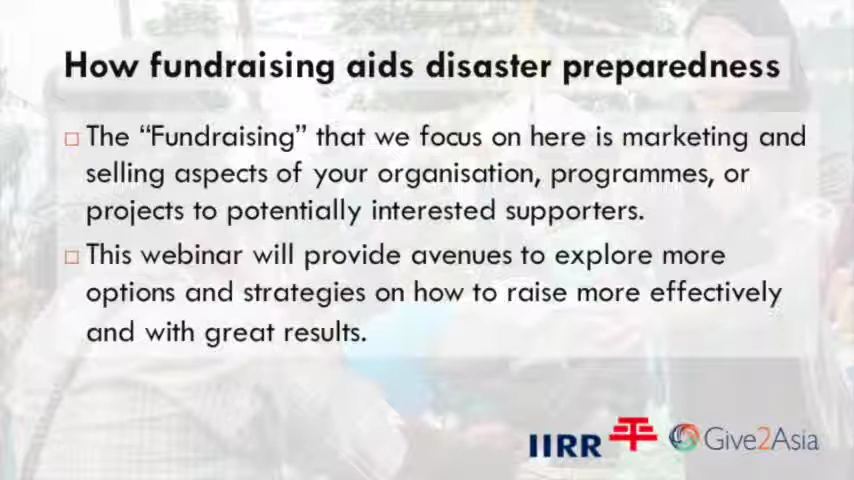 How fundraising aids disaster preparedness
The “Fundraising” that we focus on here is marketing and
selling aspects of your organisation, programmes, or
projects to potentially interested supporters.
This webinar will provide avenues to explore more
options and strategies on how to raise more effectively
and with great results.
IIRR Give2Asia